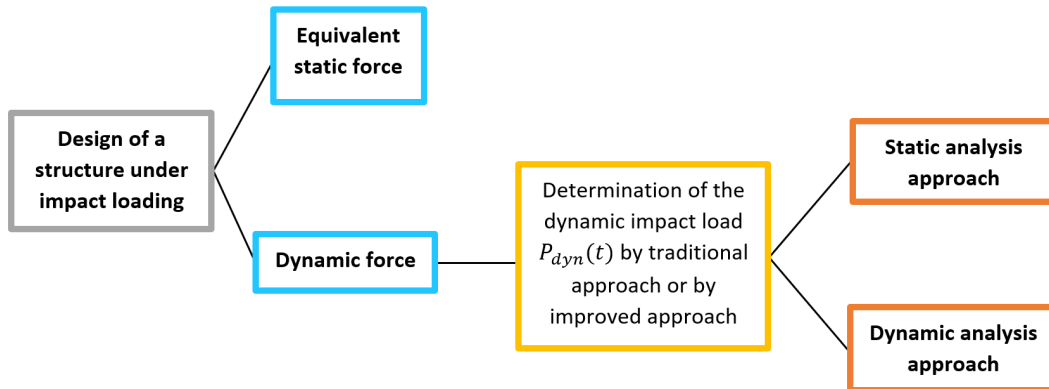 Equivalent
static force
Design of a
structure under
impact loading
Dynamic force
Determination of the
dynamic impact load
𝑃𝑑𝑦𝑛(𝑡) by traditional
approach or by
improved approach
Static analysis
approach
Dynamic analysis
approach